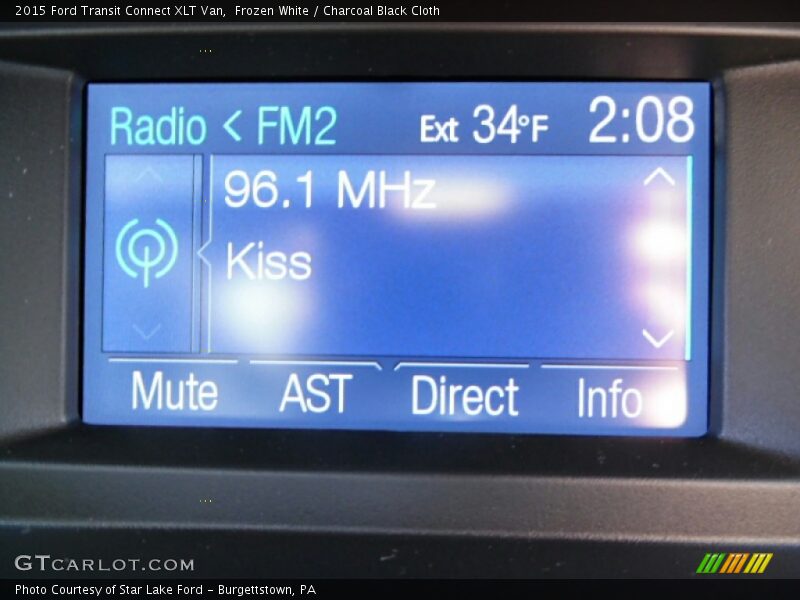 2015 Ford Transit Connect XLT Van,  Frozen White / Charcoal Black Cloth
Radio < FM2 Ext 34°F 2:08
96.1 MHz
Kiss
Mute AST Direct Info
GTCARLOT.COM
Photo Courtesy of Star Lake Ford – Burgettstown, PA